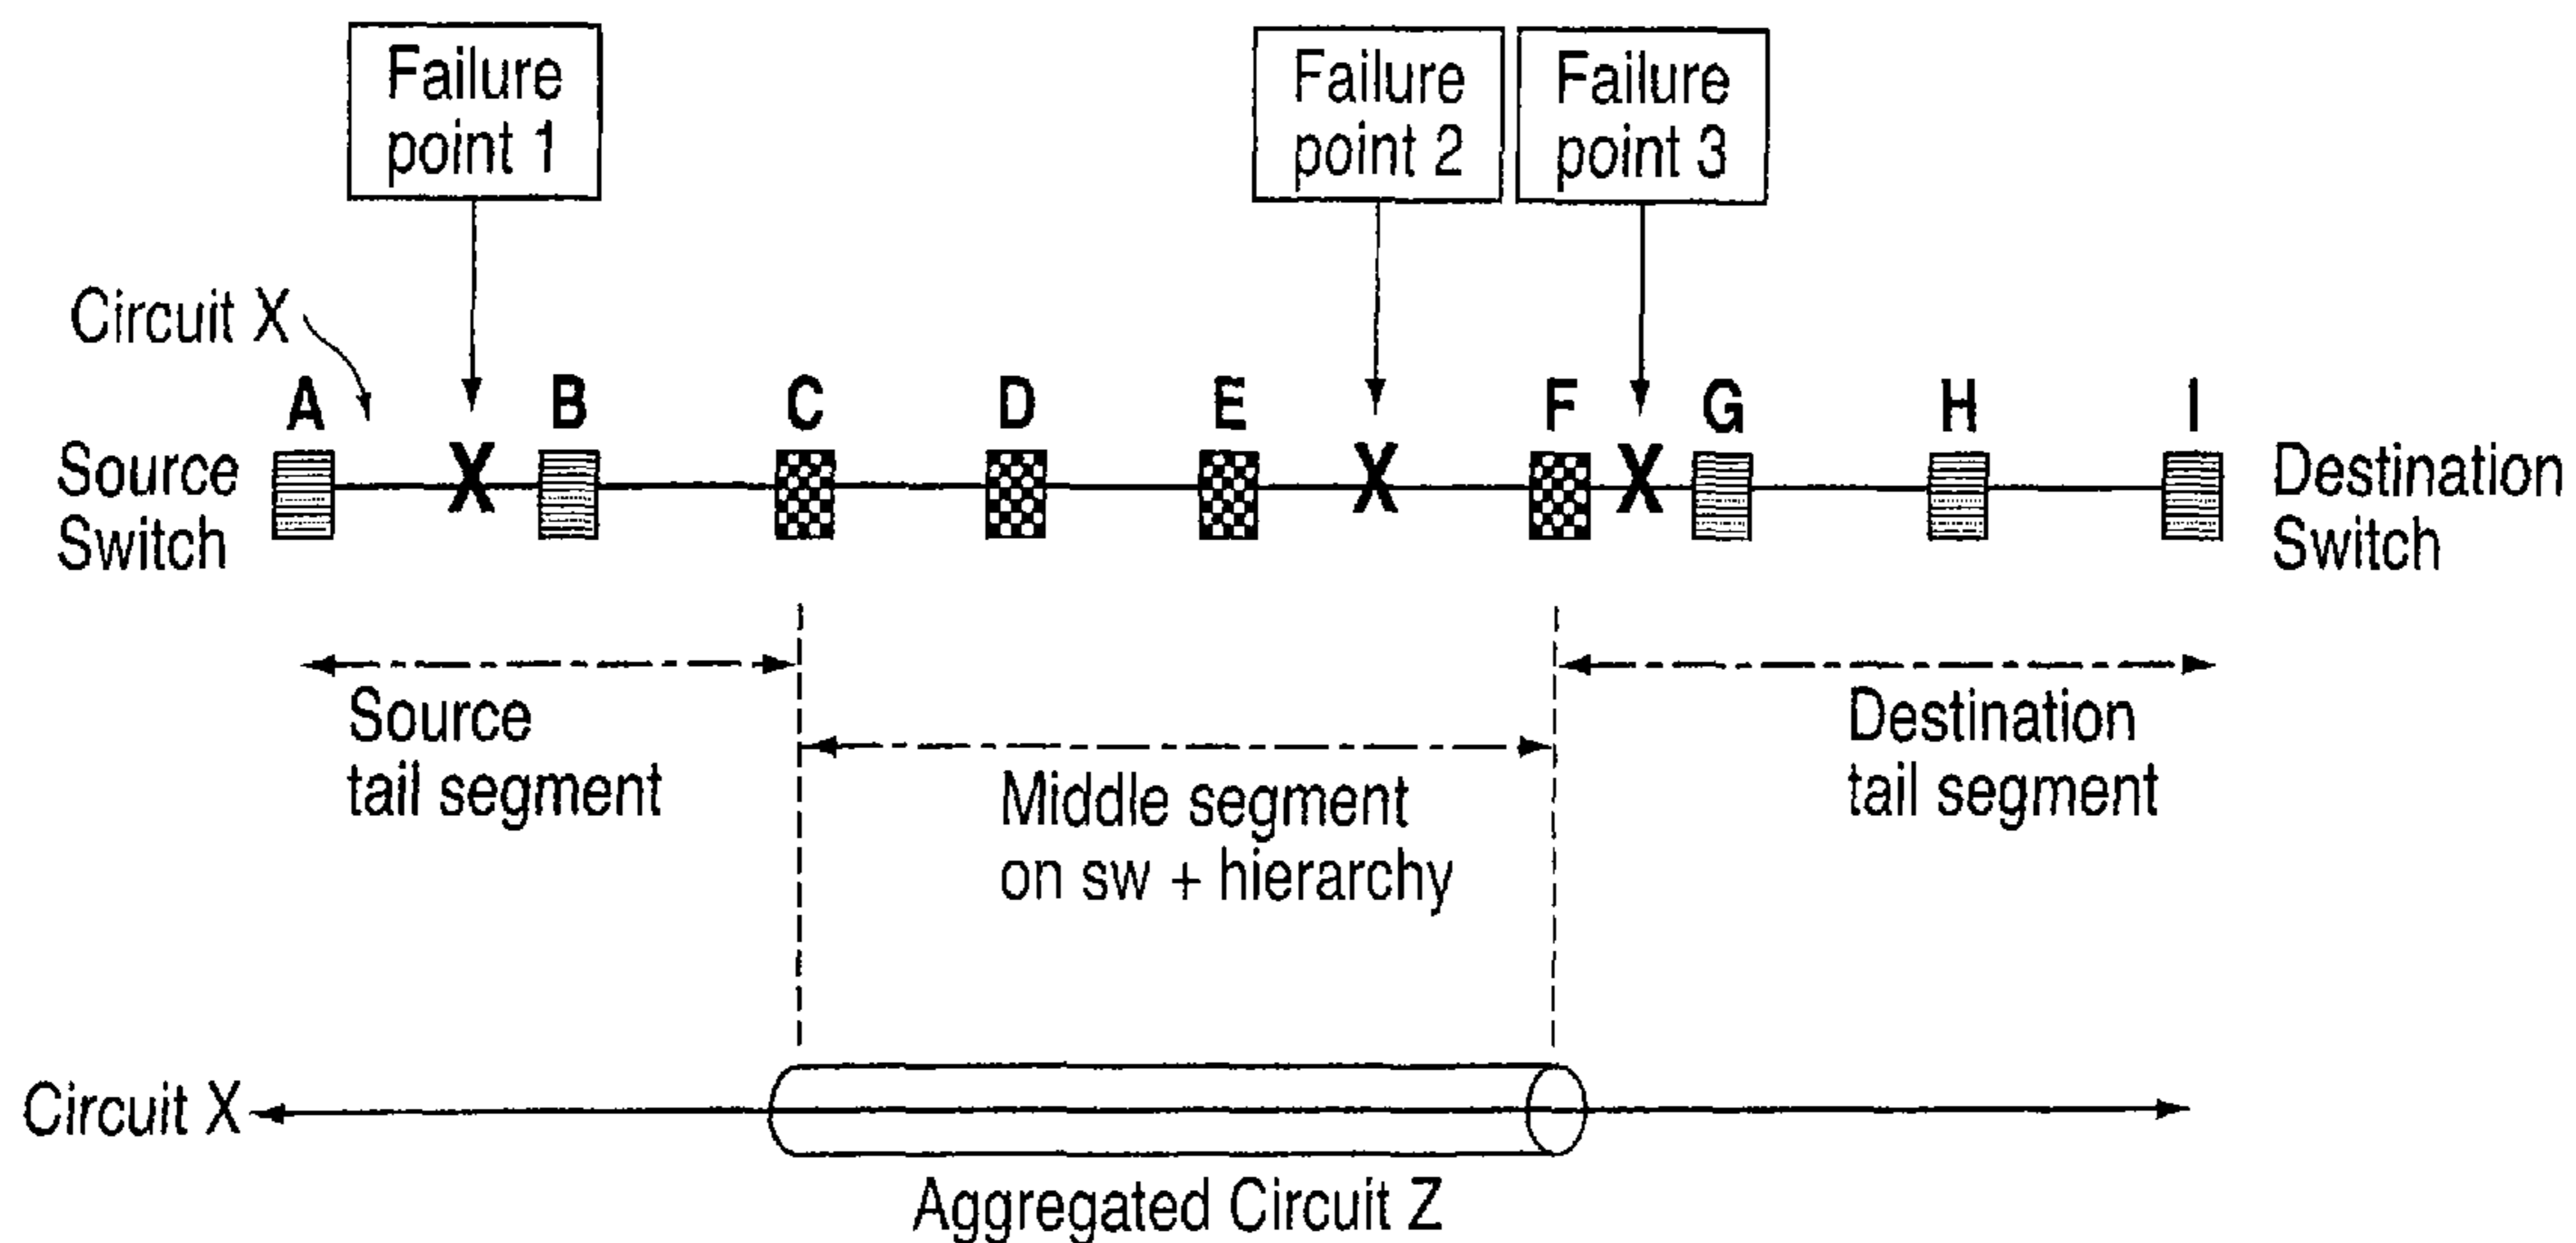 Failure
point 1
Failure
point 2
Failure
point 3
Circuit X
A
B
C
D
E
F
G
H
I
X
X
X
Source
Switch
Destination
Switch
Source
tail segment
Middle segment
on sw + hierarchy
Destination
tail segment
Circuit X
Aggregated Circuit Z